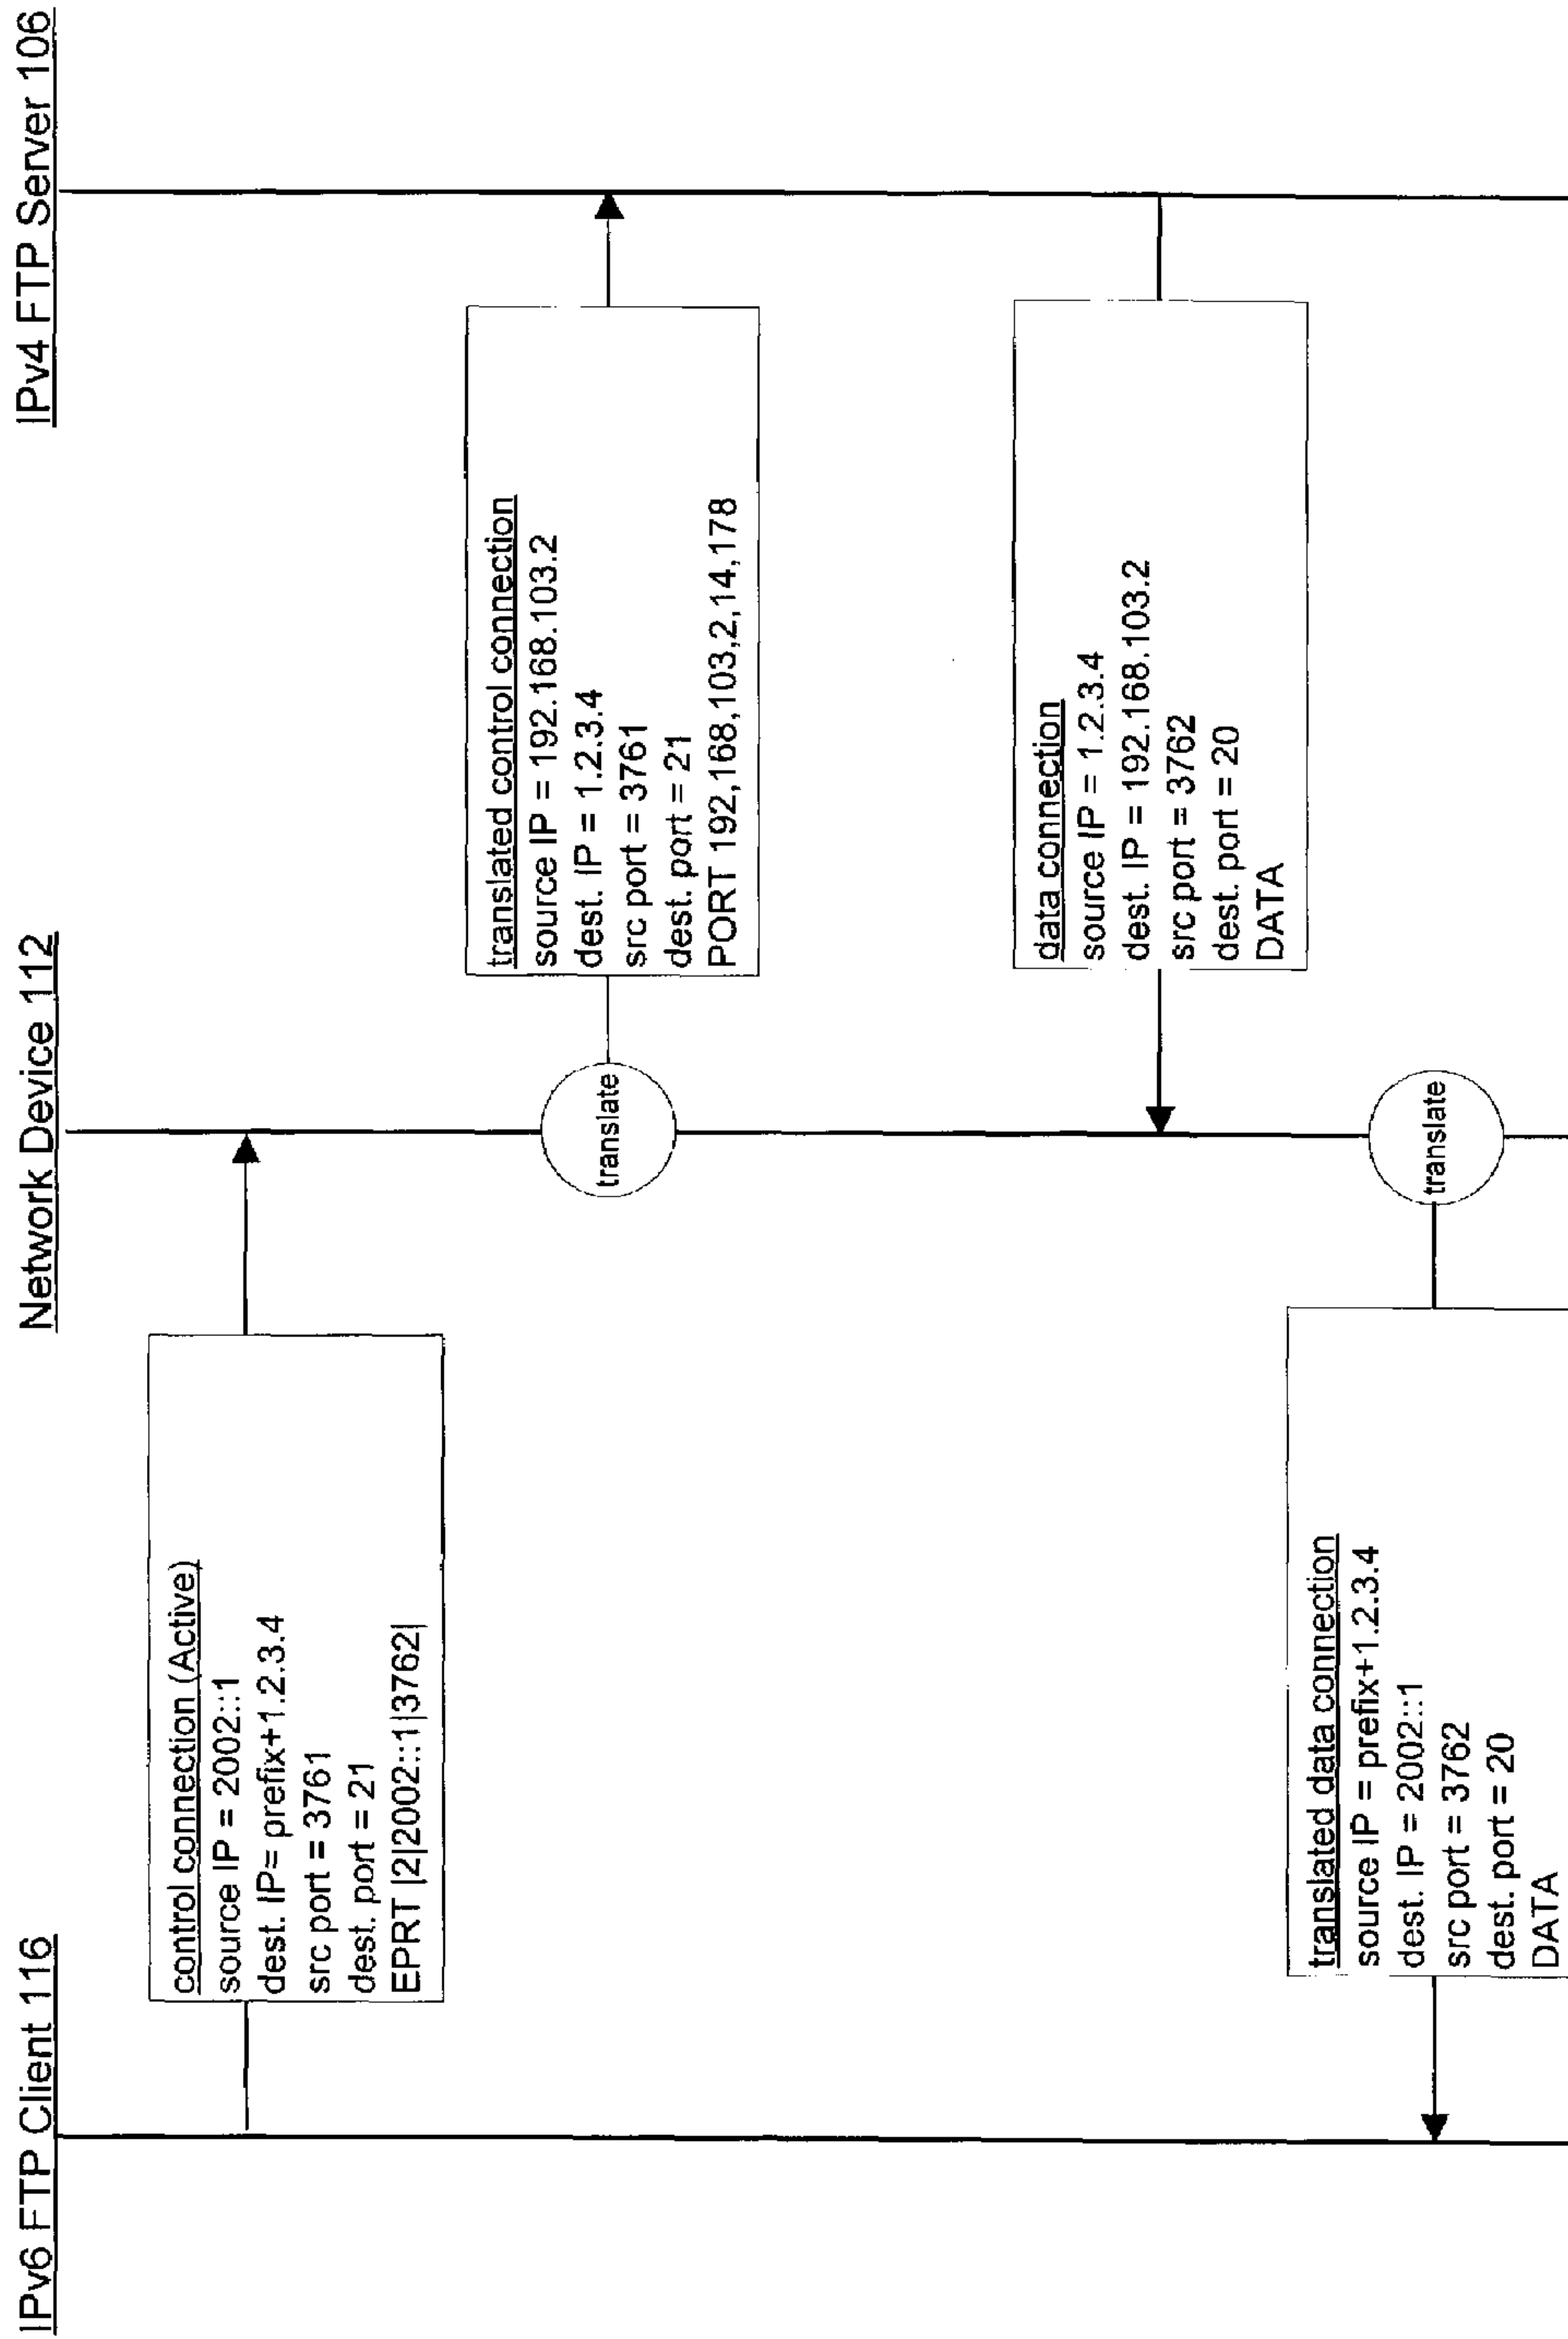 IPv6 FTP Client 116
Network Device 112
IPv4 FTP Server 106
control connection (Active)
source IP = 2002::1
dest. IP= prefix+1.2.3.4
src port = 3761
dest. port = 21
EPRT |2|2002::1|3762|
translate
translated control connection
source IP = 192.168.103.2
dest. IP = 1.2.3.4
src port = 3761
dest. port = 21
PORT 192,168,103,2,14,178
data connection
source IP = 1.2.3.4
dest. IP = 192.168.103.2
src port = 3762
dest. port = 20
DATA
translate
translated data connection
source IP = prefix+1.2.3.4
dest. IP = 2002::1
src port = 3762
dest. port = 20
DATA